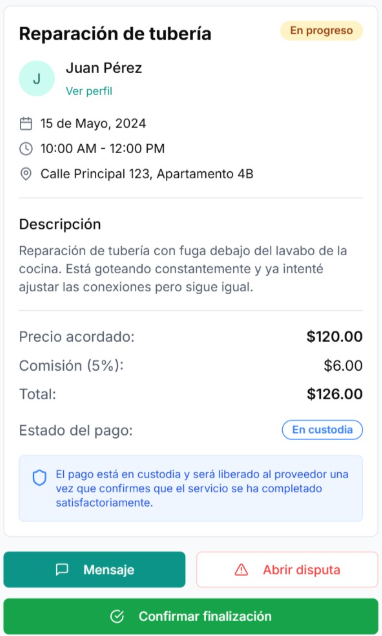 Reparación de tubería
En progreso
J
Juan Pérez
Ver perfil
15 de Mayo, 2024
10:00 AM - 12:00 PM
Calle Principal 123, Apartamento 4B
Descripción
Reparación de tubería con fuga debajo del lavabo de la
cocina. Está goteando constantemente y ya intenté
ajustar las conexiones pero sigue igual.
Precio acordado: $120.00
Comisión (5%): $6.00
Total: $126.00
Estado del pago: En custodia
El pago está en custodia y será liberado al proveedor una
vez que confirmes que el servicio se ha completado
satisfactoriamente.
Mensaje
Abrir disputa
Confirmar finalización